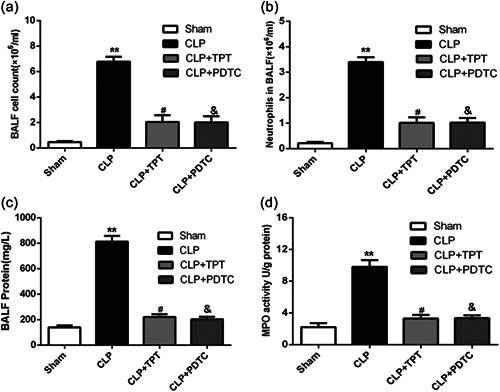 (a)
BALF cell count(×10⁶/ml)
8
6
4
2
0
**
#
&
Sham
CLP
CLP+TPT
CLP+PDTC
Sham
CLP
CLP+TPT
CLP+PDTC
(b)
Neutrophils in BALF(×10⁶/ml)
5
4
3
2
1
0
**
#
&
Sham
CLP
CLP+TPT
CLP+PDTC
Sham
CLP
CLP+TPT
CLP+PDTC
(c)
BALF Protein(mg/L)
1000
800
600
400
200
0
**
#
&
Sham
CLP
CLP+TPT
CLP+PDTC
Sham
CLP
CLP+TPT
CLP+PDTC
(d)
MPO activity U/g protein)
16
12
8
4
0
**
#
&
Sham
CLP
CLP+TPT
CLP+PDTC
Sham
CLP
CLP+TPT
CLP+PDTC